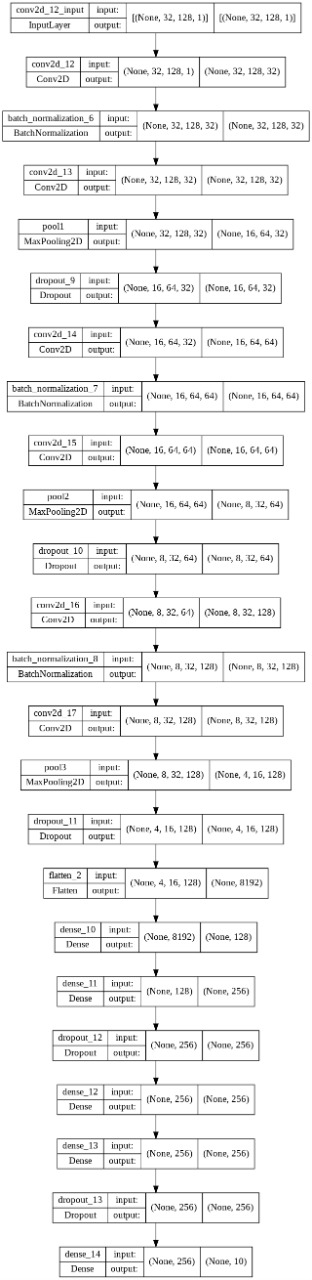 conv2d_12_input input: [(None, 32, 128, 1)] [(None, 32, 128, 1)]
InputLayer output:
conv2d_12 input: (None, 32, 128, 1) (None, 32, 128, 32)
Conv2D output:
batch_normalization_6 input: (None, 32, 128, 32) (None, 32, 128, 32)
BatchNormalization output:
conv2d_13 input: (None, 32, 128, 32) (None, 32, 128, 32)
Conv2D output:
pool1 input: (None, 32, 128, 32) (None, 16, 64, 32)
MaxPooling2D output:
dropout_9 input: (None, 16, 64, 32) (None, 16, 64, 32)
Dropout output:
conv2d_14 input: (None, 16, 64, 32) (None, 16, 64, 64)
Conv2D output:
batch_normalization_7 input: (None, 16, 64, 64) (None, 16, 64, 64)
BatchNormalization output:
conv2d_15 input: (None, 16, 64, 64) (None, 16, 64, 64)
Conv2D output:
pool2 input: (None, 16, 64, 64) (None, 8, 32, 64)
MaxPooling2D output:
dropout_10 input: (None, 8, 32, 64) (None, 8, 32, 64)
Dropout output:
conv2d_16 input: (None, 8, 32, 64) (None, 8, 32, 128)
Conv2D output:
batch_normalization_8 input: (None, 8, 32, 128) (None, 8, 32, 128)
BatchNormalization output:
conv2d_17 input: (None, 8, 32, 128) (None, 8, 32, 128)
Conv2D output:
pool3 input: (None, 8, 32, 128) (None, 4, 16, 128)
MaxPooling2D output:
dropout_11 input: (None, 4, 16, 128) (None, 4, 16, 128)
Dropout output:
flatten_2 input: (None, 4, 16, 128) (None, 8192)
Flatten output:
dense_10 input: (None, 8192) (None, 128)
Dense output:
dense_11 input: (None, 128) (None, 256)
Dense output:
dropout_12 input: (None, 256) (None, 256)
Dropout output:
dense_12 input: (None, 256) (None, 256)
Dense output:
dense_13 input: (None, 256) (None, 256)
Dense output:
dropout_13 input: (None, 256) (None, 256)
Dropout output:
dense_14 input: (None, 256) (None, 10)
Dense output: